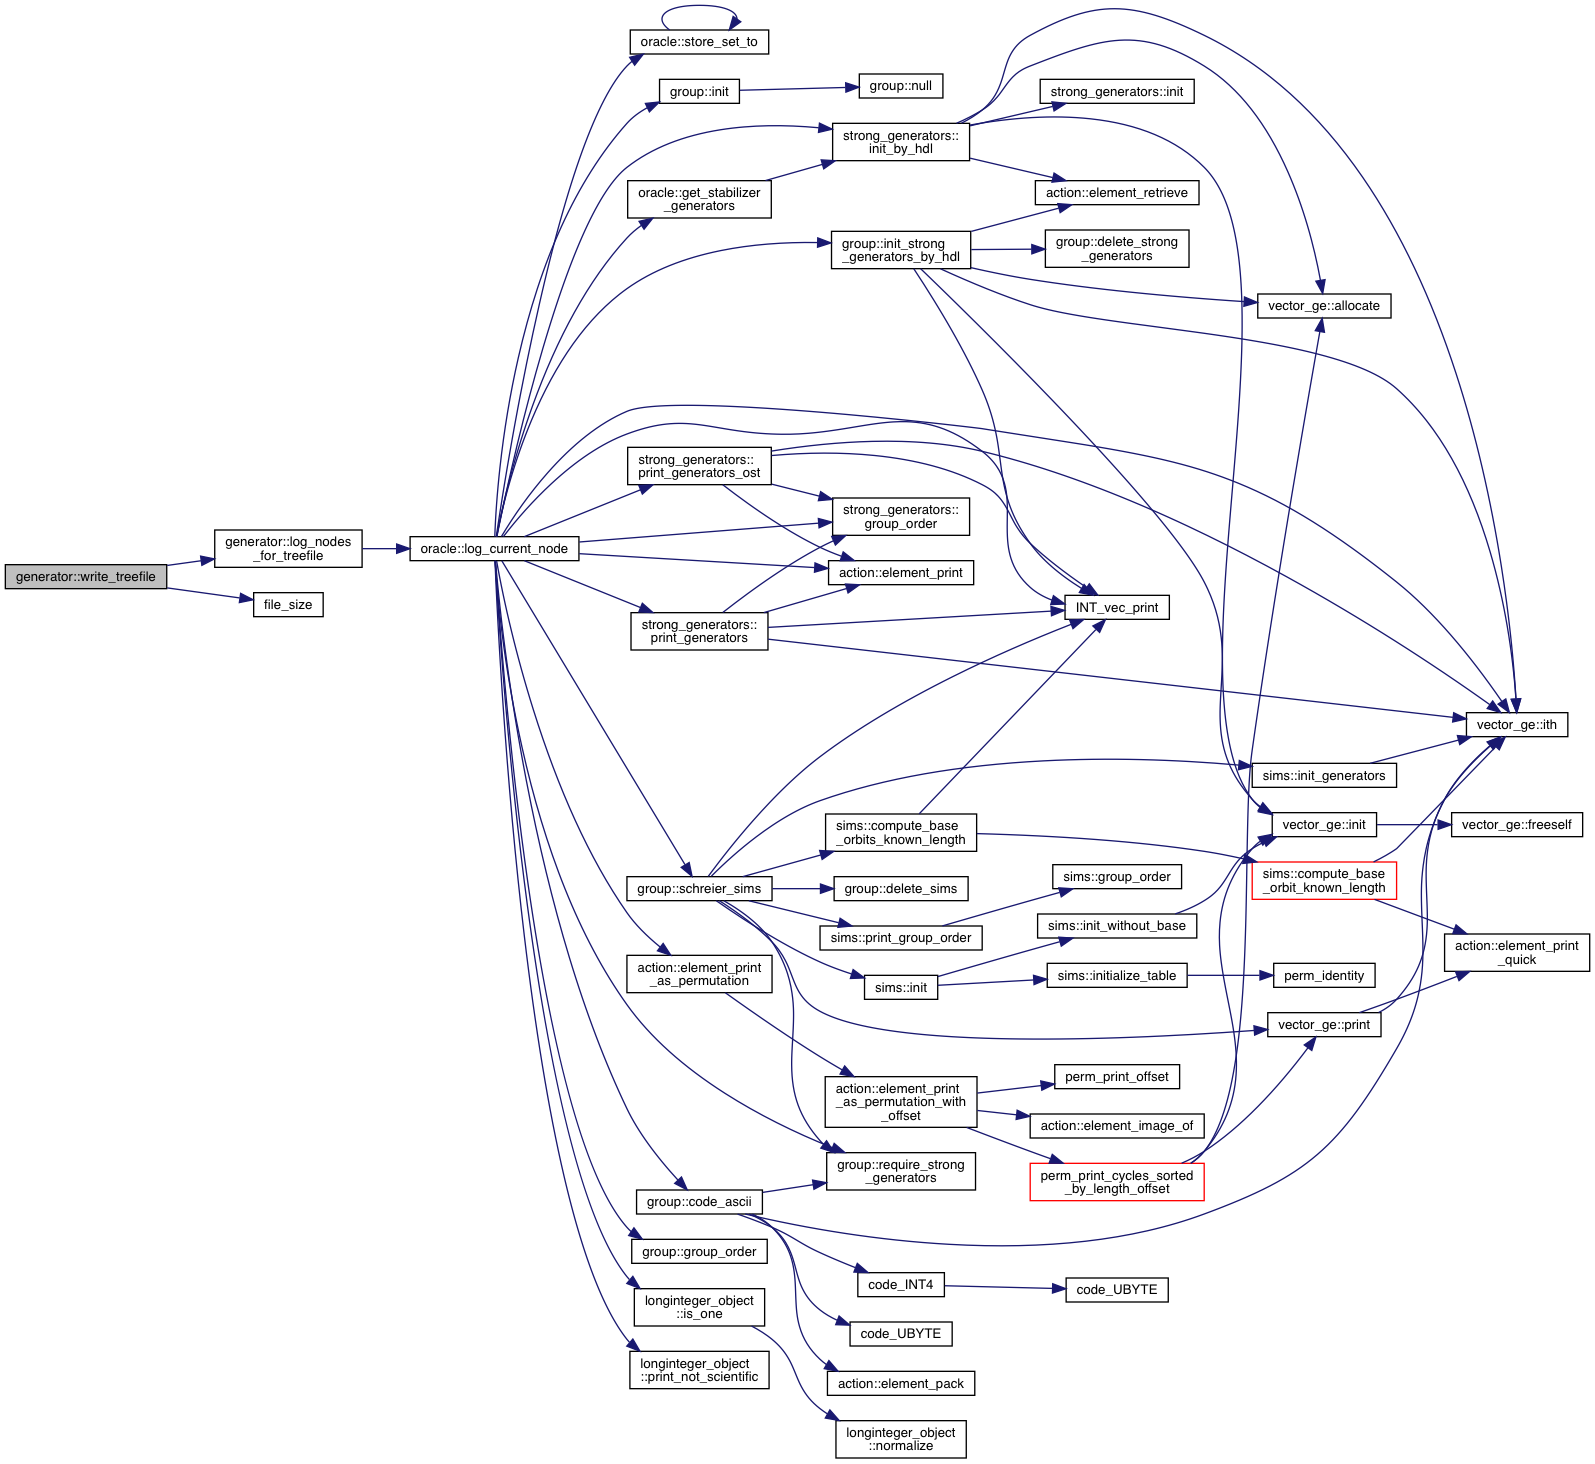 generator::write_treefile
generator::log_nodes
_for_treefile
file_size
oracle::log_current_node
oracle::store_set_to
group::init
oracle::get_stabilizer
_generators
strong_generators::
print_generators_ost
strong_generators::
print_generators
group::schreier_sims
action::element_print
_as_permutation
group::code_ascii
group::group_order
longinteger_object
::is_one
longinteger_object
::print_not_scientific
group::null
strong_generators::
init_by_hdl
group::init_strong
_generators_by_hdl
strong_generators::
group_order
action::element_print
sims::compute_base
_orbits_known_length
group::delete_sims
sims::print_group_order
sims::init
action::element_print
_as_permutation_with
_offset
group::require_strong
_generators
code_INT4
code_UBYTE
action::element_pack
longinteger_object
::normalize
strong_generators::init
action::element_retrieve
group::delete_strong
_generators
INT_vec_print
sims::group_order
sims::init_without_base
sims::initialize_table
perm_print_offset
action::element_image_of
perm_print_cycles_sorted
_by_length_offset
code_UBYTE
vector_ge::allocate
sims::init_generators
vector_ge::init
sims::compute_base
_orbit_known_length
perm_identity
vector_ge::print
vector_ge::ith
vector_ge::freeself
action::element_print
_quick